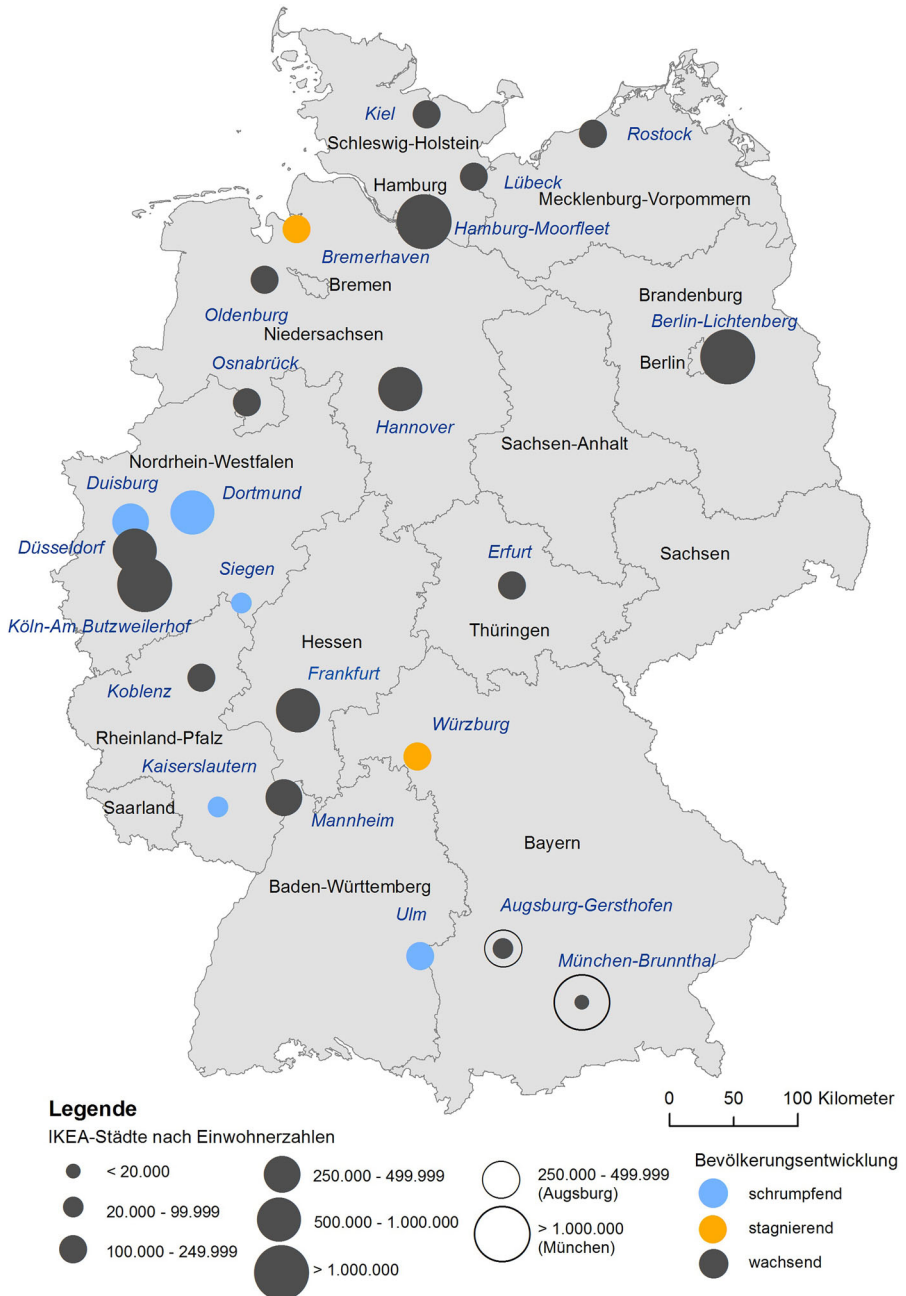 Kiel
Schleswig-Holstein
Rostock
Hamburg
Lübeck
Mecklenburg-Vorpommern
Hamburg-Moorfleet
Bremerhaven
Bremen
Oldenburg
Niedersachsen
Brandenburg
Berlin-Lichtenberg
Berlin
Osnabrück
Hannover
Sachsen-Anhalt
Nordrhein-Westfalen
Duisburg
Dortmund
Düsseldorf
Siegen
Köln-Am Butzweilerhof
Erfurt
Sachsen
Thüringen
Hessen
Frankfurt
Koblenz
Würzburg
Rheinland-Pfalz
Kaiserslautern
Saarland
Mannheim
Bayern
Baden-Württemberg
Ulm
Augsburg-Gersthofen
München-Brunnthal
0 50 100 Kilometer
Legende
IKEA-Städte nach Einwohnerzahlen
< 20.000
20.000 - 99.999
100.000 - 249.999
250.000 - 499.999
500.000 - 1.000.000
> 1.000.000
250.000 - 499.999
(Augsburg)
> 1.000.000
(München)
Bevölkerungsentwicklung
schrumpfend
stagnierend
wachsend